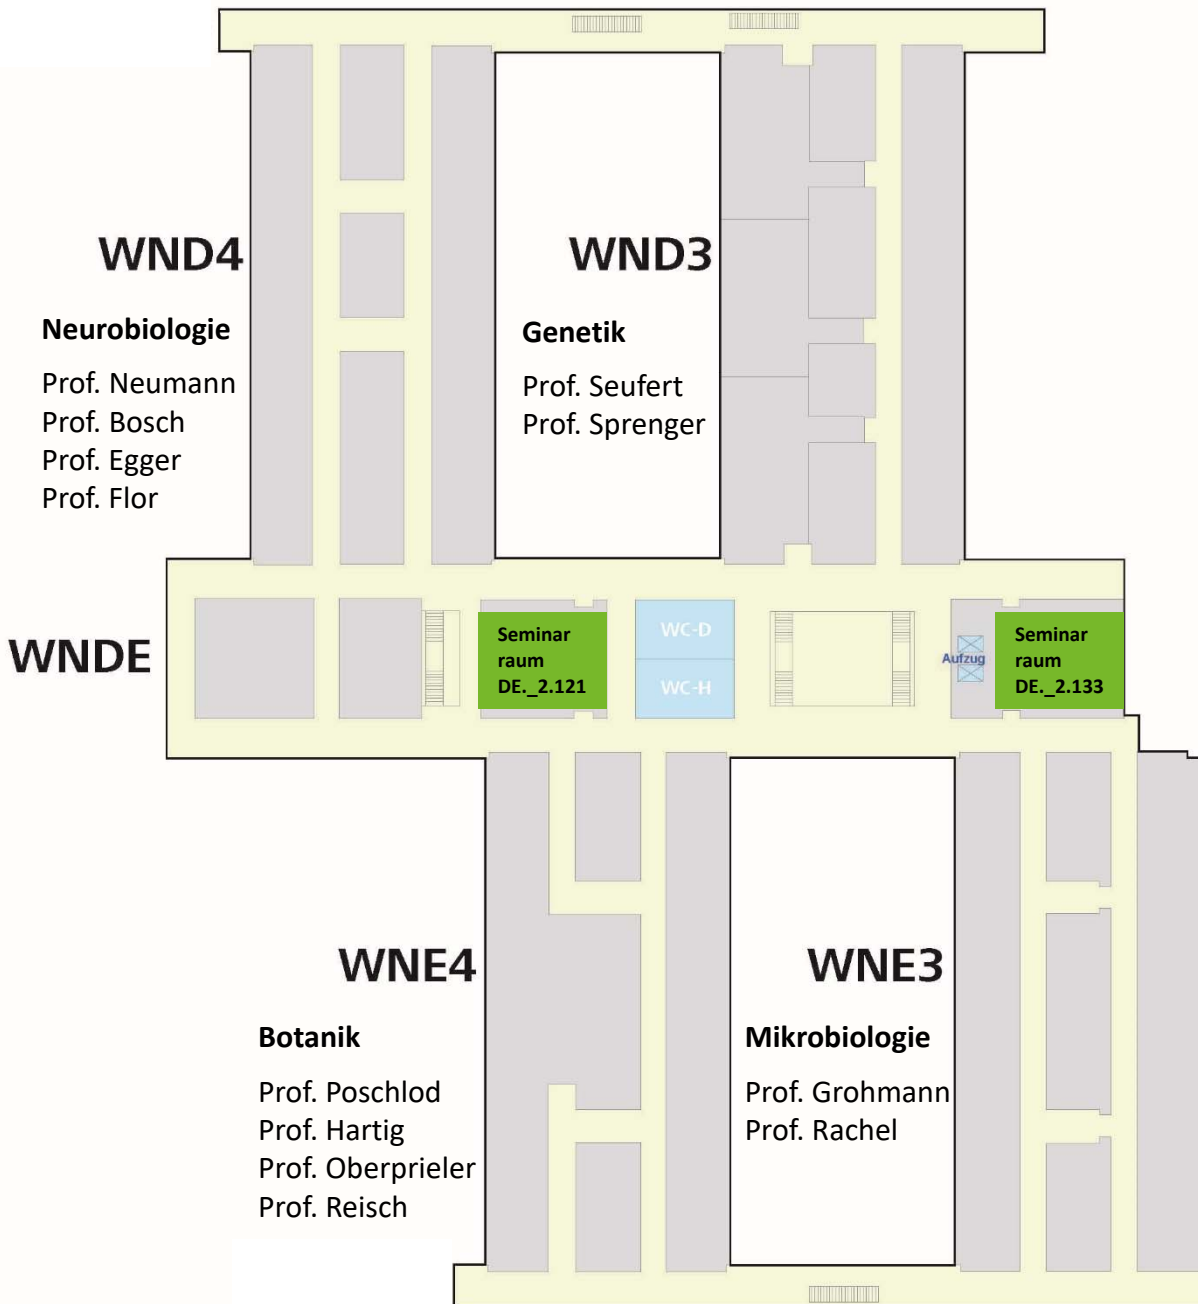 WND4
Neurobiologie
Prof. Neumann
Prof. Bosch
Prof. Egger
Prof. Flor
WND3
Genetik
Prof. Seufert
Prof. Sprenger
WNDE
Seminar
raum
DE._2.121
WC-D
WC-H
Aufzug
Seminar
raum
DE._2.133
WNE4
Botanik
Prof. Poschlod
Prof. Hartig
Prof. Oberprieler
Prof. Reisch
WNE3
Mikrobiologie
Prof. Grohmann
Prof. Rachel